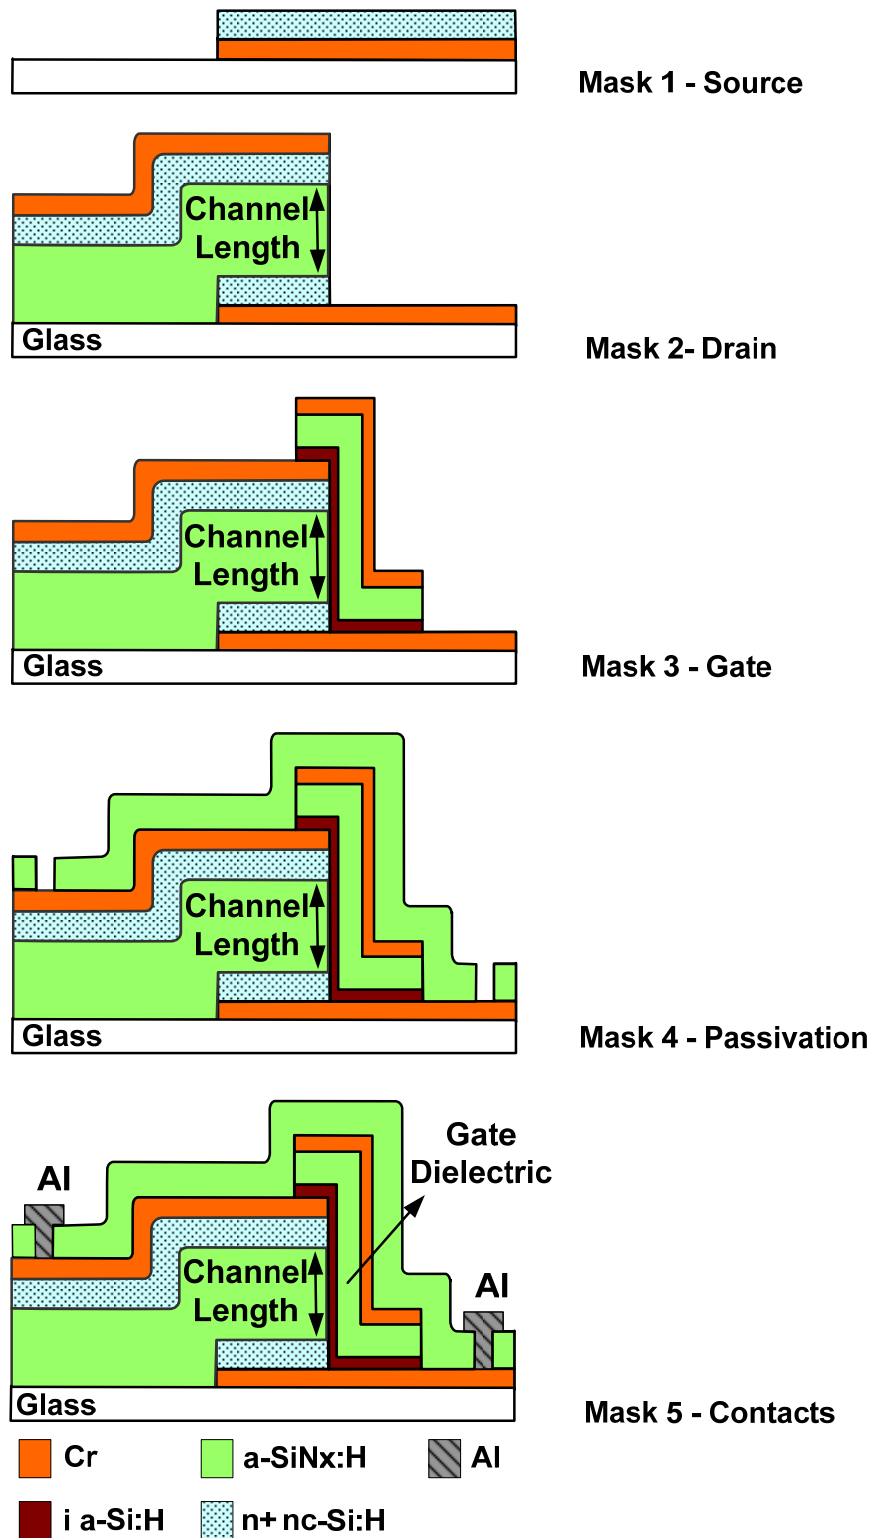 Mask 1 - Source
Channel
Length
Glass
Mask 2- Drain
Channel
Length
Glass
Mask 3 - Gate
Channel
Length
Glass
Mask 4 - Passivation
Gate
Dielectric
Al
Channel
Length
Al
Glass
Mask 5 - Contacts
Cr
a-SiNx:H
Al
i a-Si:H
n+ nc-Si:H